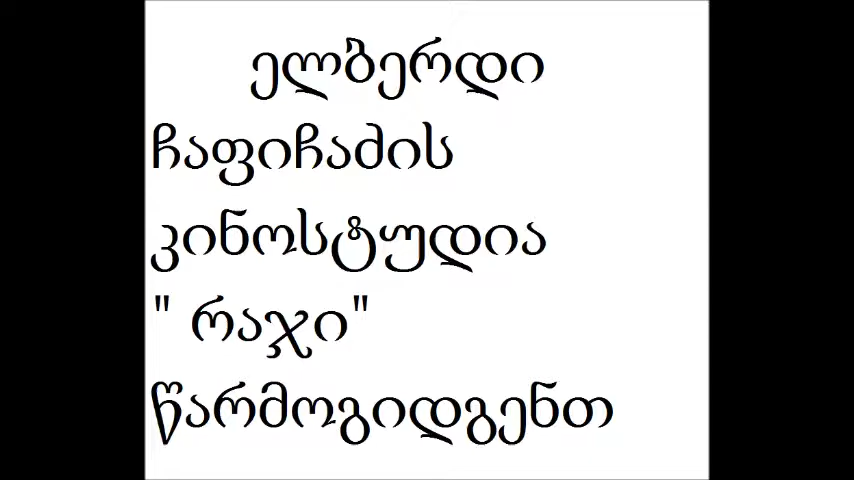 ელბერდი
ჩაფიჩაძის
კინოსტუდია
" რაჯი"
წარმოგიდგენთ